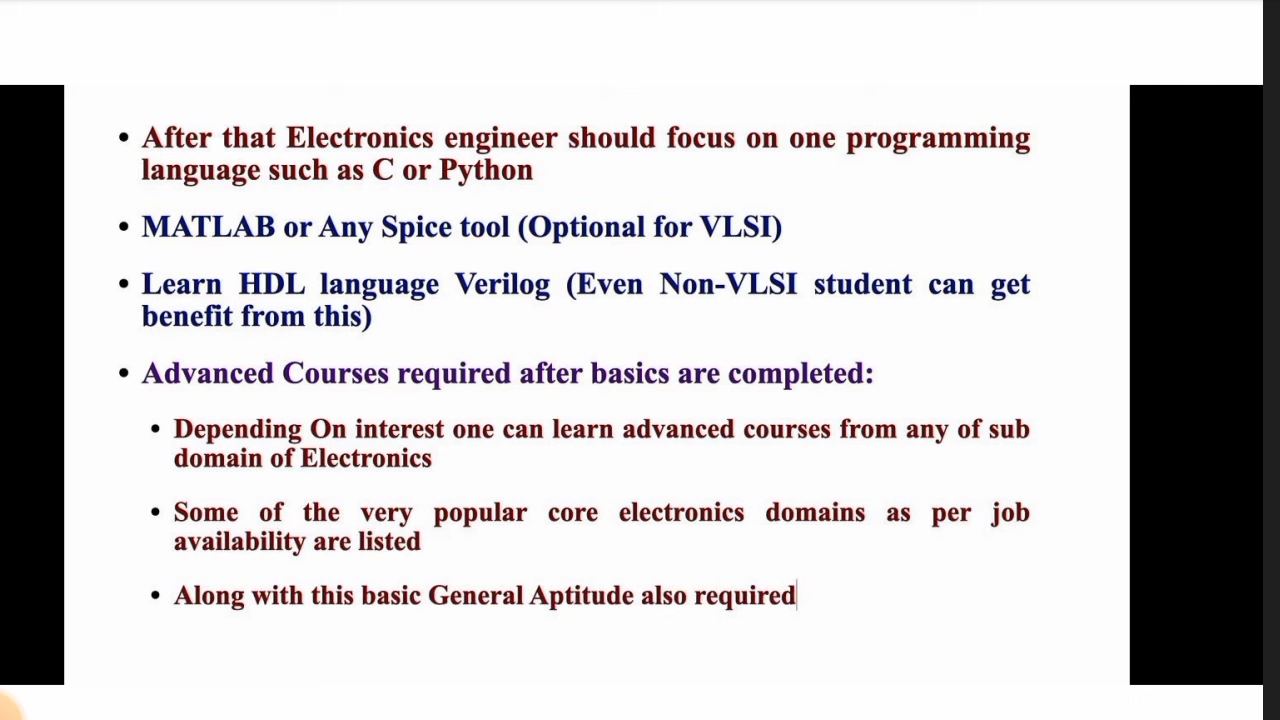 • After that Electronics engineer should focus on one programming
language such as C or Python
• MATLAB or Any Spice tool (Optional for VLSI)
• Learn HDL language Verilog (Even Non-VLSI student can get
benefit from this)
• Advanced Courses required after basics are completed:
• Depending On interest one can learn advanced courses from any of sub
domain of Electronics
• Some of the very popular core electronics domains as per job
availability are listed
• Along with this basic General Aptitude also required